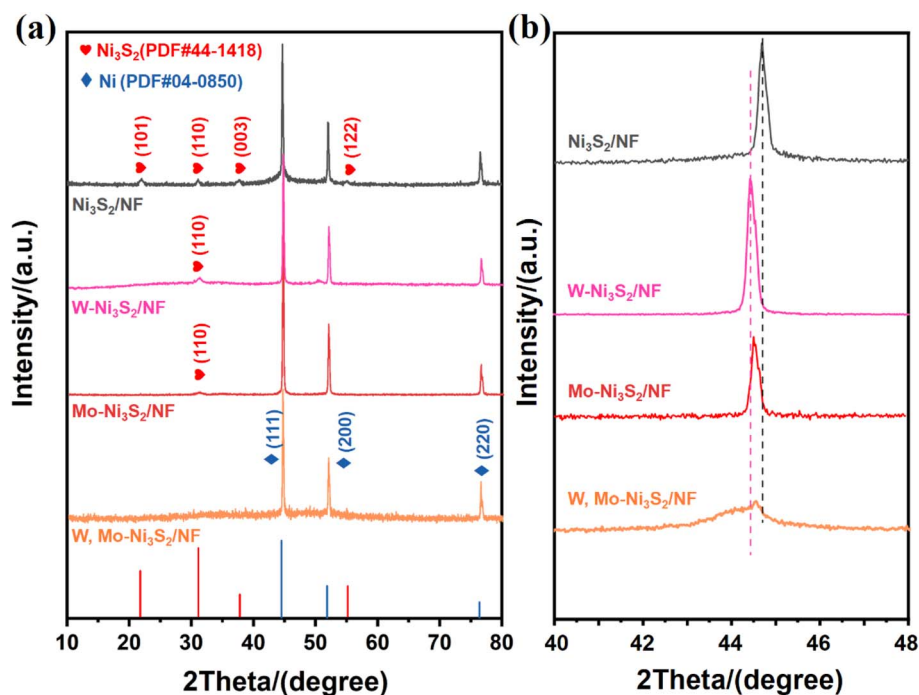 (a)
♥ Ni₃S₂(PDF#44-1418)
◆ Ni (PDF#04-0850)
(101)
(110)
(003)
(122)
Ni₃S₂/NF
(110)
W-Ni₃S₂/NF
(110)
Mo-Ni₃S₂/NF
(111)
(200)
(220)
W, Mo-Ni₃S₂/NF
Intensity/(a.u.)
10 20 30 40 50 60 70 80
2Theta/(degree)
(b)
Ni₃S₂/NF
W-Ni₃S₂/NF
Mo-Ni₃S₂/NF
W, Mo-Ni₃S₂/NF
Intensity/(a.u.)
40 42 44 46 48
2Theta/(degree)